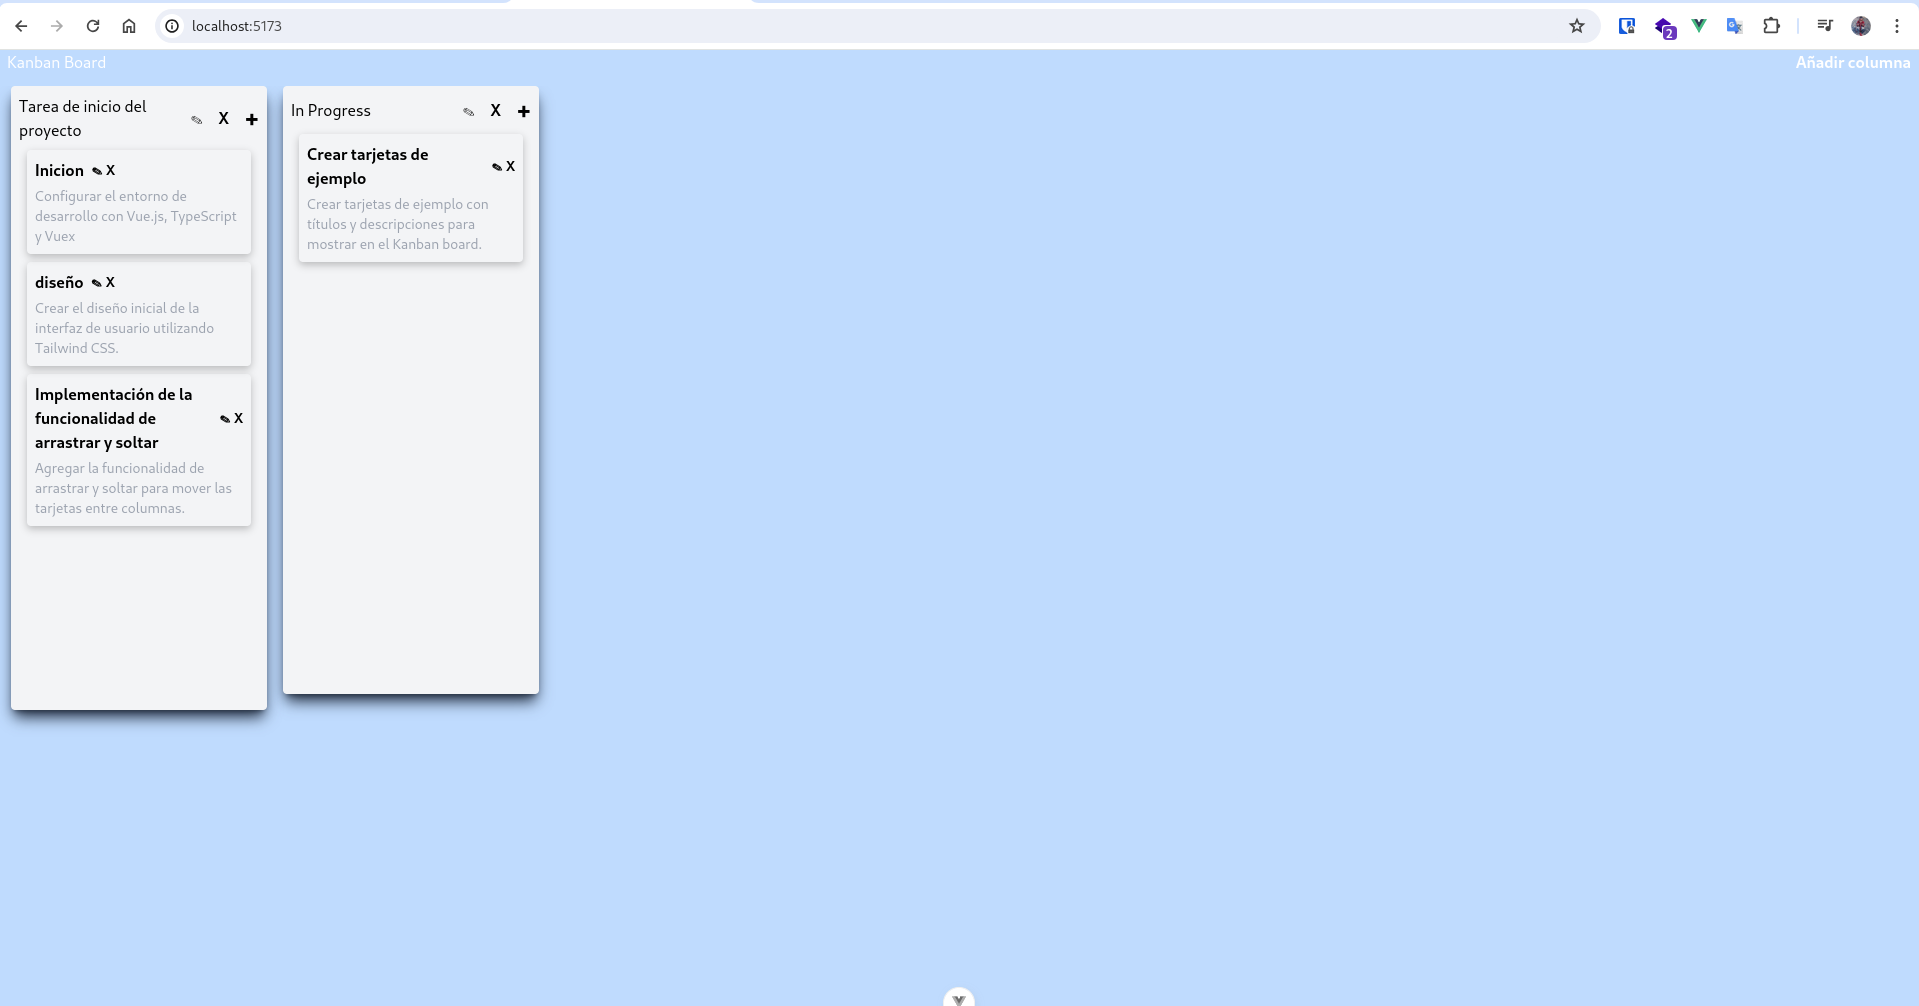 localhost:5173
2
Kanban Board
Añadir columna
Tarea de inicio del
proyecto
X
Inicion X
Configurar el entorno de
desarrollo con Vue.js, TypeScript
y Vuex
diseño X
Crear el diseño inicial de la
interfaz de usuario utilizando
Tailwind CSS.
Implementación de la
funcionalidad de
arrastrar y soltar
X
Agregar la funcionalidad de
arrastrar y soltar para mover las
tarjetas entre columnas.
In Progress X
Crear tarjetas de
ejemplo
X
Crear tarjetas de ejemplo con
títulos y descripciones para
mostrar en el Kanban board.